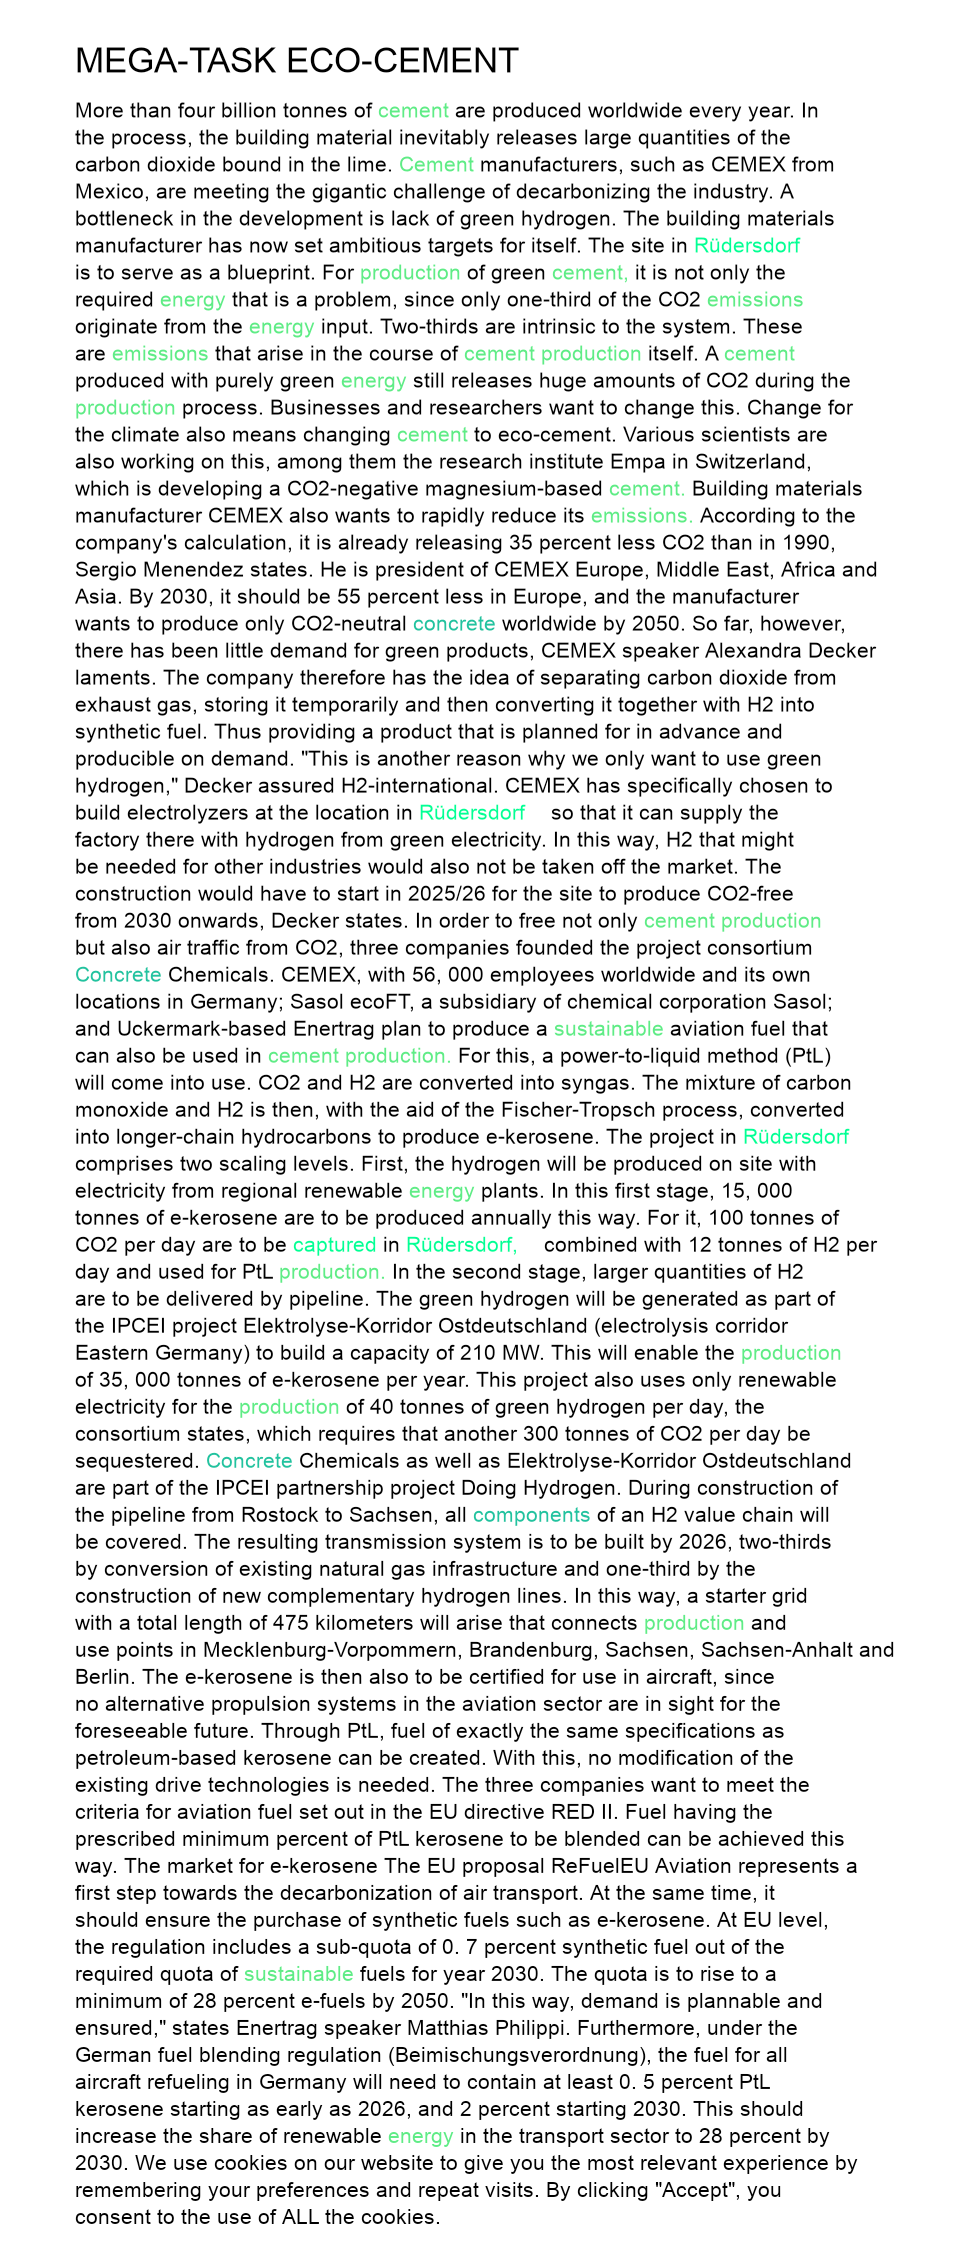 MEGA-TASK ECO-CEMENT
More than four billion tonnes of cement are produced worldwide every year. In
the process, the building material inevitably releases large quantities of the
carbon dioxide bound in the lime. Cement manufacturers, such as CEMEX from
Mexico, are meeting the gigantic challenge of decarbonizing the industry. A
bottleneck in the development is lack of green hydrogen. The building materials
manufacturer has now set ambitious targets for itself. The site in Rüdersdorf
is to serve as a blueprint. For production of green cement, it is not only the
required energy that is a problem, since only one-third of the CO2 emissions
originate from the energy input. Two-thirds are intrinsic to the system. These
are emissions that arise in the course of cement production itself. A cement
produced with purely green energy still releases huge amounts of CO2 during the
production process. Businesses and researchers want to change this. Change for
the climate also means changing cement to eco-cement. Various scientists are
also working on this, among them the research institute Empa in Switzerland,
which is developing a CO2-negative magnesium-based cement. Building materials
manufacturer CEMEX also wants to rapidly reduce its emissions. According to the
company's calculation, it is already releasing 35 percent less CO2 than in 1990,
Sergio Menendez states. He is president of CEMEX Europe, Middle East, Africa and
Asia. By 2030, it should be 55 percent less in Europe, and the manufacturer
wants to produce only CO2-neutral concrete worldwide by 2050. So far, however,
there has been little demand for green products, CEMEX speaker Alexandra Decker
laments. The company therefore has the idea of separating carbon dioxide from
exhaust gas, storing it temporarily and then converting it together with H2 into
synthetic fuel. Thus providing a product that is planned for in advance and
producible on demand. "This is another reason why we only want to use green
hydrogen," Decker assured H2-international. CEMEX has specifically chosen to
build electrolyzers at the location in Rüdersdorf so that it can supply the
factory there with hydrogen from green electricity. In this way, H2 that might
be needed for other industries would also not be taken off the market. The
construction would have to start in 2025/26 for the site to produce CO2-free
from 2030 onwards, Decker states. In order to free not only cement production
but also air traffic from CO2, three companies founded the project consortium
Concrete Chemicals. CEMEX, with 56, 000 employees worldwide and its own
locations in Germany; Sasol ecoFT, a subsidiary of chemical corporation Sasol;
and Uckermark-based Enertrag plan to produce a sustainable aviation fuel that
can also be used in cement production. For this, a power-to-liquid method (PtL)
will come into use. CO2 and H2 are converted into syngas. The mixture of carbon
monoxide and H2 is then, with the aid of the Fischer-Tropsch process, converted
into longer-chain hydrocarbons to produce e-kerosene. The project in Rüdersdorf
comprises two scaling levels. First, the hydrogen will be produced on site with
electricity from regional renewable energy plants. In this first stage, 15, 000
tonnes of e-kerosene are to be produced annually this way. For it, 100 tonnes of
CO2 per day are to be captured in Rüdersdorf, combined with 12 tonnes of H2 per
day and used for PtL production. In the second stage, larger quantities of H2
are to be delivered by pipeline. The green hydrogen will be generated as part of
the IPCEI project Elektrolyse-Korridor Ostdeutschland (electrolysis corridor
Eastern Germany) to build a capacity of 210 MW. This will enable the production
of 35, 000 tonnes of e-kerosene per year. This project also uses only renewable
electricity for the production of 40 tonnes of green hydrogen per day, the
consortium states, which requires that another 300 tonnes of CO2 per day be
sequestered. Concrete Chemicals as well as Elektrolyse-Korridor Ostdeutschland
are part of the IPCEI partnership project Doing Hydrogen. During construction of
the pipeline from Rostock to Sachsen, all components of an H2 value chain will
be covered. The resulting transmission system is to be built by 2026, two-thirds
by conversion of existing natural gas infrastructure and one-third by the
construction of new complementary hydrogen lines. In this way, a starter grid
with a total length of 475 kilometers will arise that connects production and
use points in Mecklenburg-Vorpommern, Brandenburg, Sachsen, Sachsen-Anhalt and
Berlin. The e-kerosene is then also to be certified for use in aircraft, since
no alternative propulsion systems in the aviation sector are in sight for the
foreseeable future. Through PtL, fuel of exactly the same specifications as
petroleum-based kerosene can be created. With this, no modification of the
existing drive technologies is needed. The three companies want to meet the
criteria for aviation fuel set out in the EU directive RED II. Fuel having the
prescribed minimum percent of PtL kerosene to be blended can be achieved this
way. The market for e-kerosene The EU proposal ReFuelEU Aviation represents a
first step towards the decarbonization of air transport. At the same time, it
should ensure the purchase of synthetic fuels such as e-kerosene. At EU level,
the regulation includes a sub-quota of 0. 7 percent synthetic fuel out of the
required quota of sustainable fuels for year 2030. The quota is to rise to a
minimum of 28 percent e-fuels by 2050. "In this way, demand is plannable and
ensured," states Enertrag speaker Matthias Philippi. Furthermore, under the
German fuel blending regulation (Beimischungsverordnung), the fuel for all
aircraft refueling in Germany will need to contain at least 0. 5 percent PtL
kerosene starting as early as 2026, and 2 percent starting 2030. This should
increase the share of renewable energy in the transport sector to 28 percent by
2030. We use cookies on our website to give you the most relevant experience by
remembering your preferences and repeat visits. By clicking "Accept", you
consent to the use of ALL the cookies.